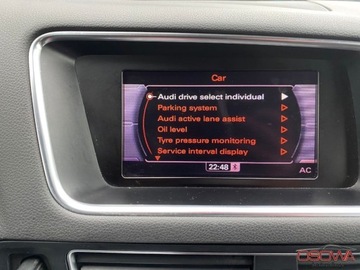 Car
Audi drive select individual
Parking system
Audi active lane assist
Oil level
Tyre pressure monitoring
Service interval display
22:48
AC
OSOWA